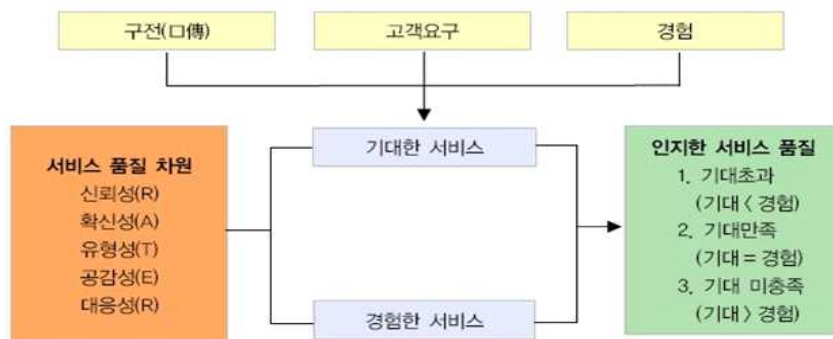 구전(口傳)
고객요구
경험
서비스 품질 차원
신뢰성(R)
확신성(A)
유형성(T)
공감성(E)
대응성(R)
기대한 서비스
경험한 서비스
인지한 서비스 품질
1. 기대초과
(기대 < 경험)
2. 기대만족
(기대 = 경험)
3. 기대 미충족
(기대 > 경험)